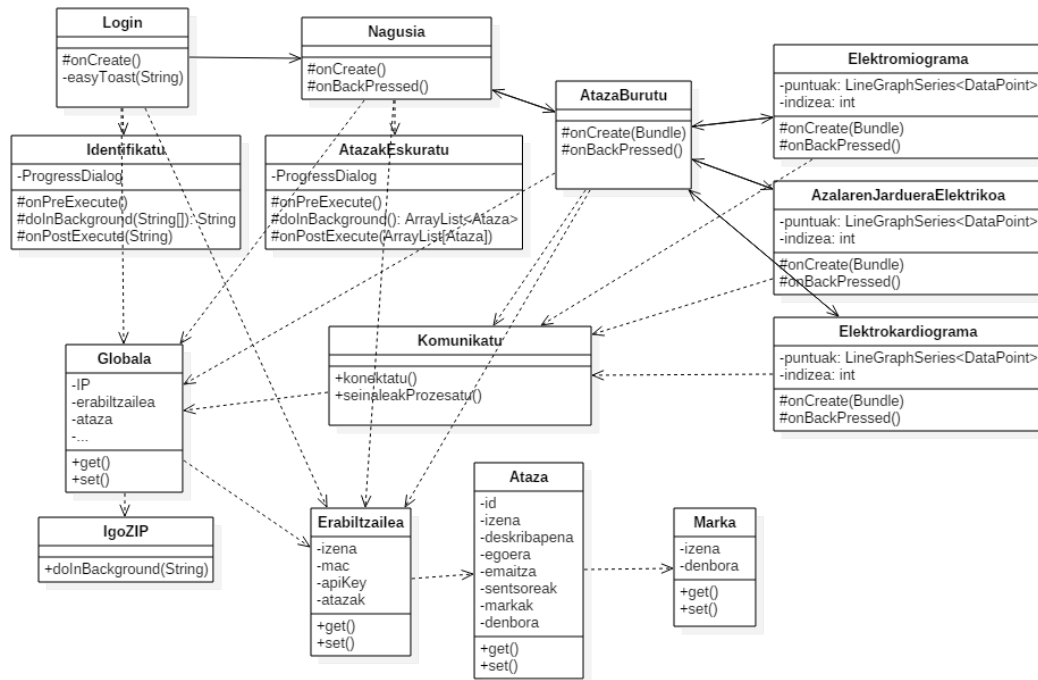 Login
#onCreate()
-easyToast(String)
Nagusia
#onCreate()
#onBackPressed()
AtazaBurutu
#onCreate(Bundle)
#onBackPressed()
Elektromiograma
-puntuak: LineGraphSeries<DataPoint>
-indizea: int
#onCreate(Bundle)
#onBackPressed()
Identifikatu
-ProgressDialog
#onPreExecute()
#doInBackground(String[]): String
#onPostExecute(String)
AtazakEskuratu
-ProgressDialog
#onPreExecute()
#doInBackground(): ArrayList<Ataza>
#onPostExecute(ArrayList[Ataza])
AzalarenJardueraElektrikoa
-puntuak: LineGraphSeries<DataPoint>
-indizea: int
#onCreate(Bundle)
#onBackPressed()
Elektrokardiograma
-puntuak: LineGraphSeries<DataPoint>
-indizea: int
#onCreate(Bundle)
#onBackPressed()
Globala
-IP
-erabiltzailea
-ataza
-...
+get()
+set()
Komunikatu
+konektatu()
+seinaleakProzesatu()
IgoZIP
+doInBackground(String)
Erabiltzailea
-izena
-mac
-apiKey
-atazak
+get()
+set()
Ataza
-id
-izena
-deskribapena
-egoera
-emaitza
-sentsoreak
-markak
-denbora
+get()
+set()
Marka
-izena
-denbora
+get()
+set()